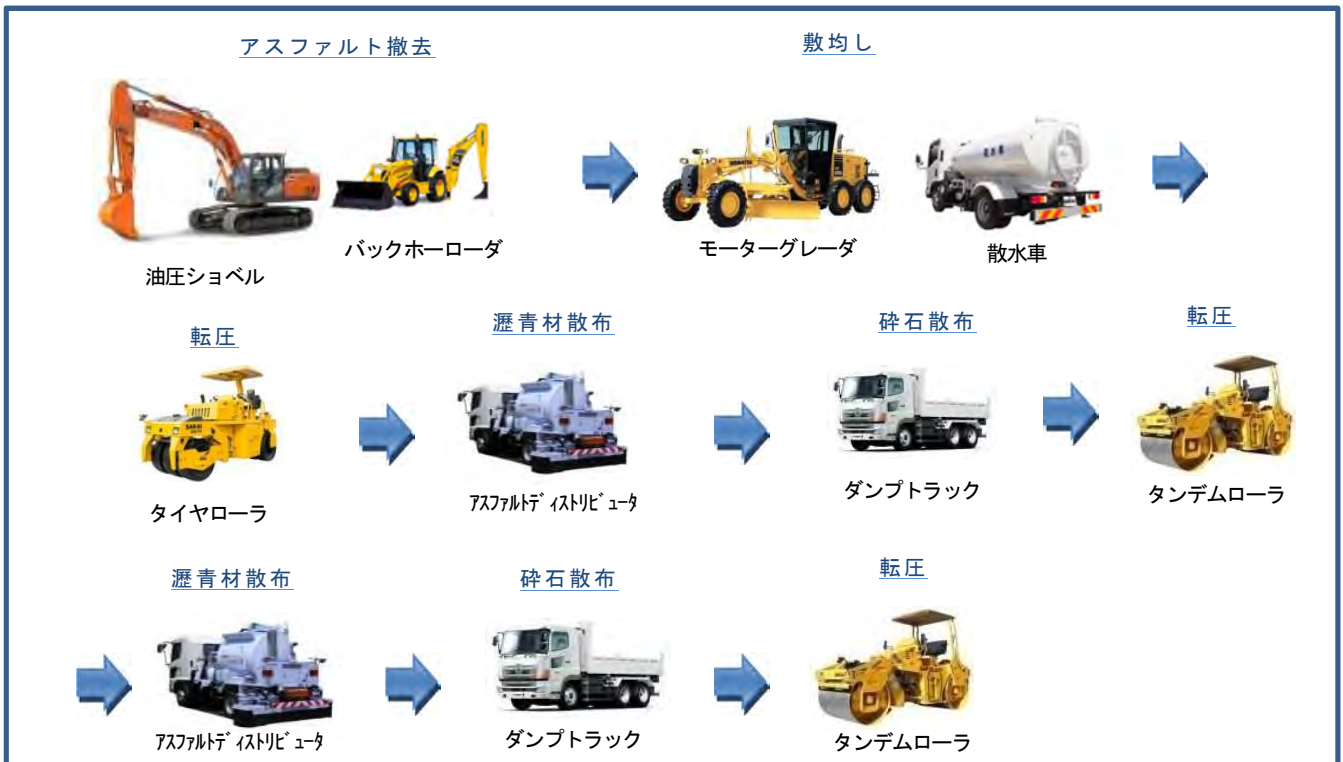 アスファルト撤去
敷均し
油圧ショベル
バックホーローダ
モーターグレーダ
散水車
転圧
瀝青材散布
砕石散布
転圧
タイヤローラ
ｱｽﾌｧﾙﾄﾃﾞｨｽﾄﾘﾋﾞｭｰﾀ
ダンプトラック
タンデムローラ
瀝青材散布
砕石散布
転圧
ｱｽﾌｧﾙﾄﾃﾞｨｽﾄﾘﾋﾞｭｰﾀ
ダンプトラック
タンデムローラ